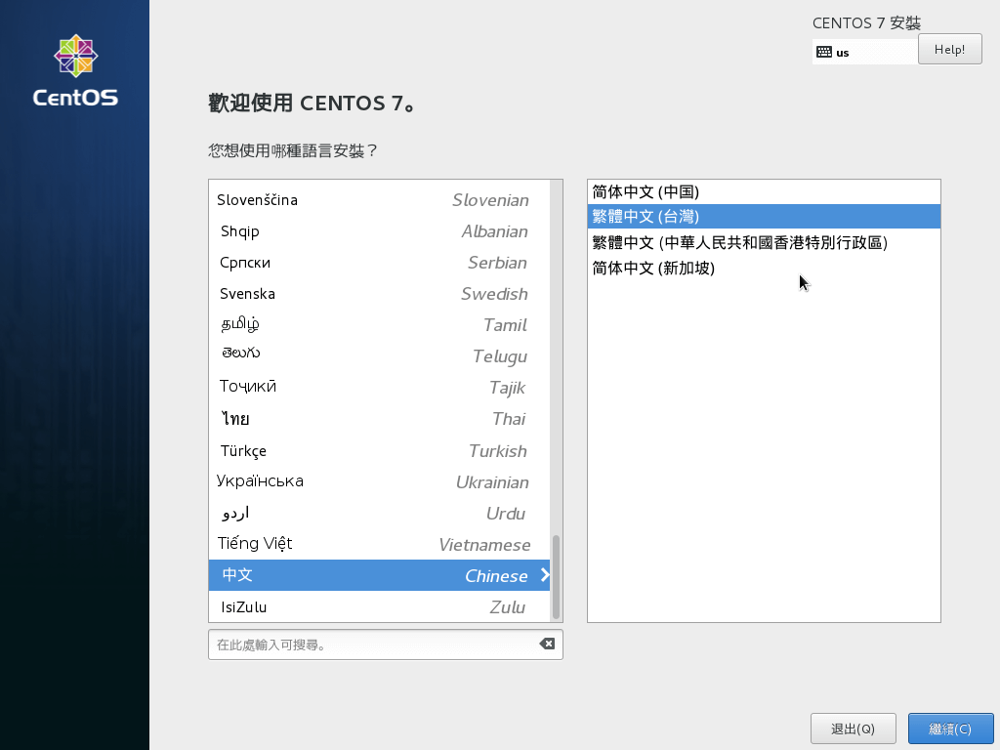 CentOS
CENTOS 7 安裝
us
Help!
歡迎使用 CENTOS 7。
您想使用哪種語言安裝？
Slovenščina Slovenian
Shqip Albanian
Српски Serbian
Svenska Swedish
தமிழ் Tamil
తెలుగు Telugu
Тоҷикӣ Tajik
ไทย Thai
Türkçe Turkish
Українська Ukrainian
اردو Urdu
Tiếng Việt Vietnamese
中文 Chinese
IsiZulu Zulu
在此處輸入可搜尋。
简体中文 (中国)
繁體中文 (台灣)
繁體中文 (中華人民共和國香港特別行政區)
简体中文 (新加坡)
退出(Q)
繼續(C)